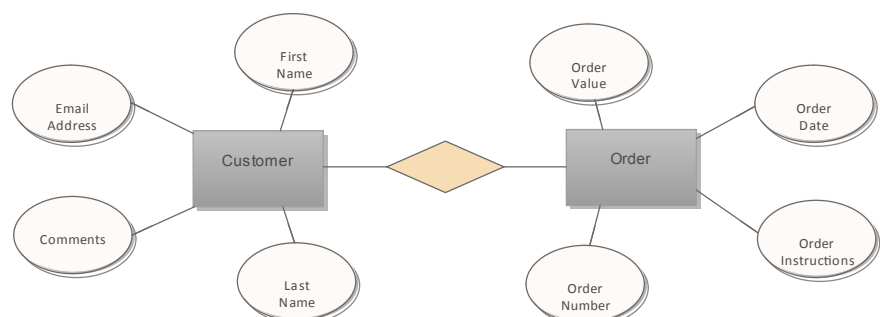 First
Name
Order
Value
Email
Address
Order
Date
Customer
Order
Comments
Order
Instructions
Last
Name
Order
Number